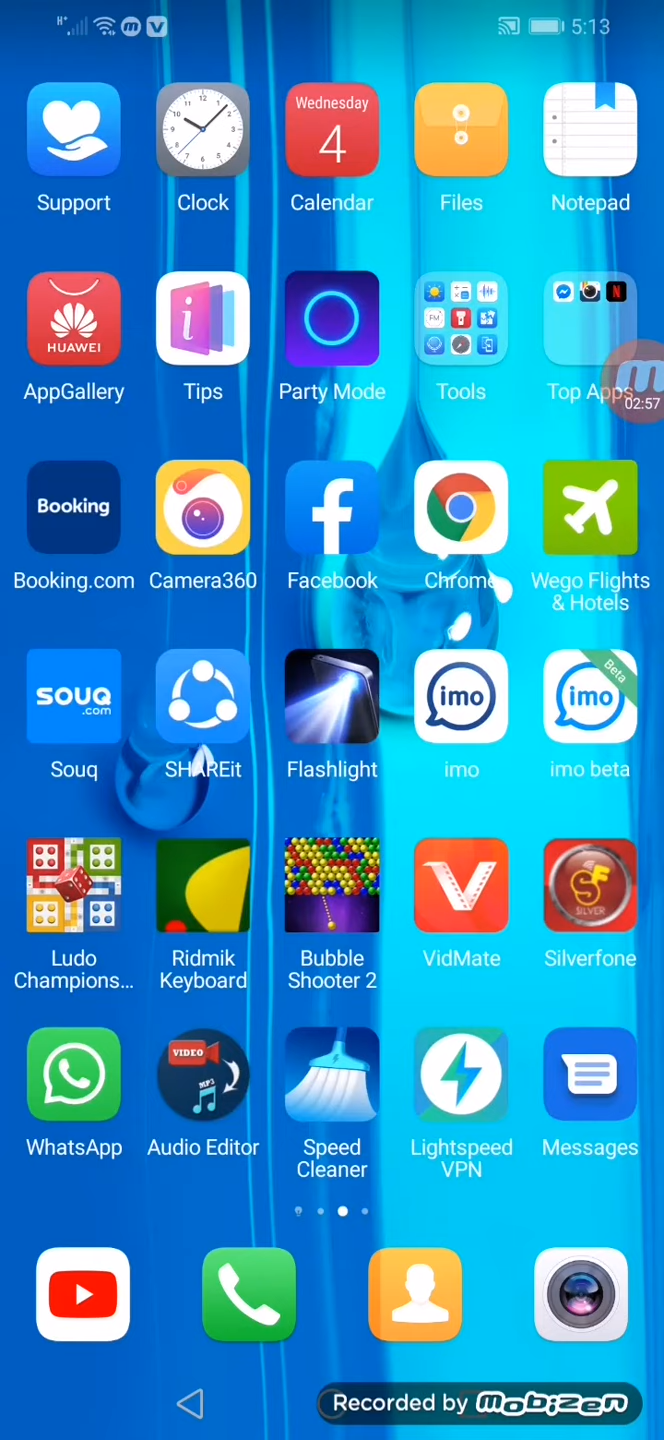 5:13
Wednesday
4
Support
Clock
Calendar
Files
Notepad
HUAWEI
FM
AppGallery
Tips
Party Mode
Tools
Top Apps
02:57
Booking
Booking.com
Camera360
Facebook
Chrome
Wego Flights
& Hotels
SOUQ
.com
imo
imo
Beta
Souq
SHAREit
Flashlight
imo
imo beta
SF
SILVER
Ludo
Champions...
Ridmik
Keyboard
Bubble
Shooter 2
VidMate
Silverfone
VIDEO
MP3
WhatsApp
Audio Editor
Speed
Cleaner
Lightspeed
VPN
Messages
Recorded by mobizen